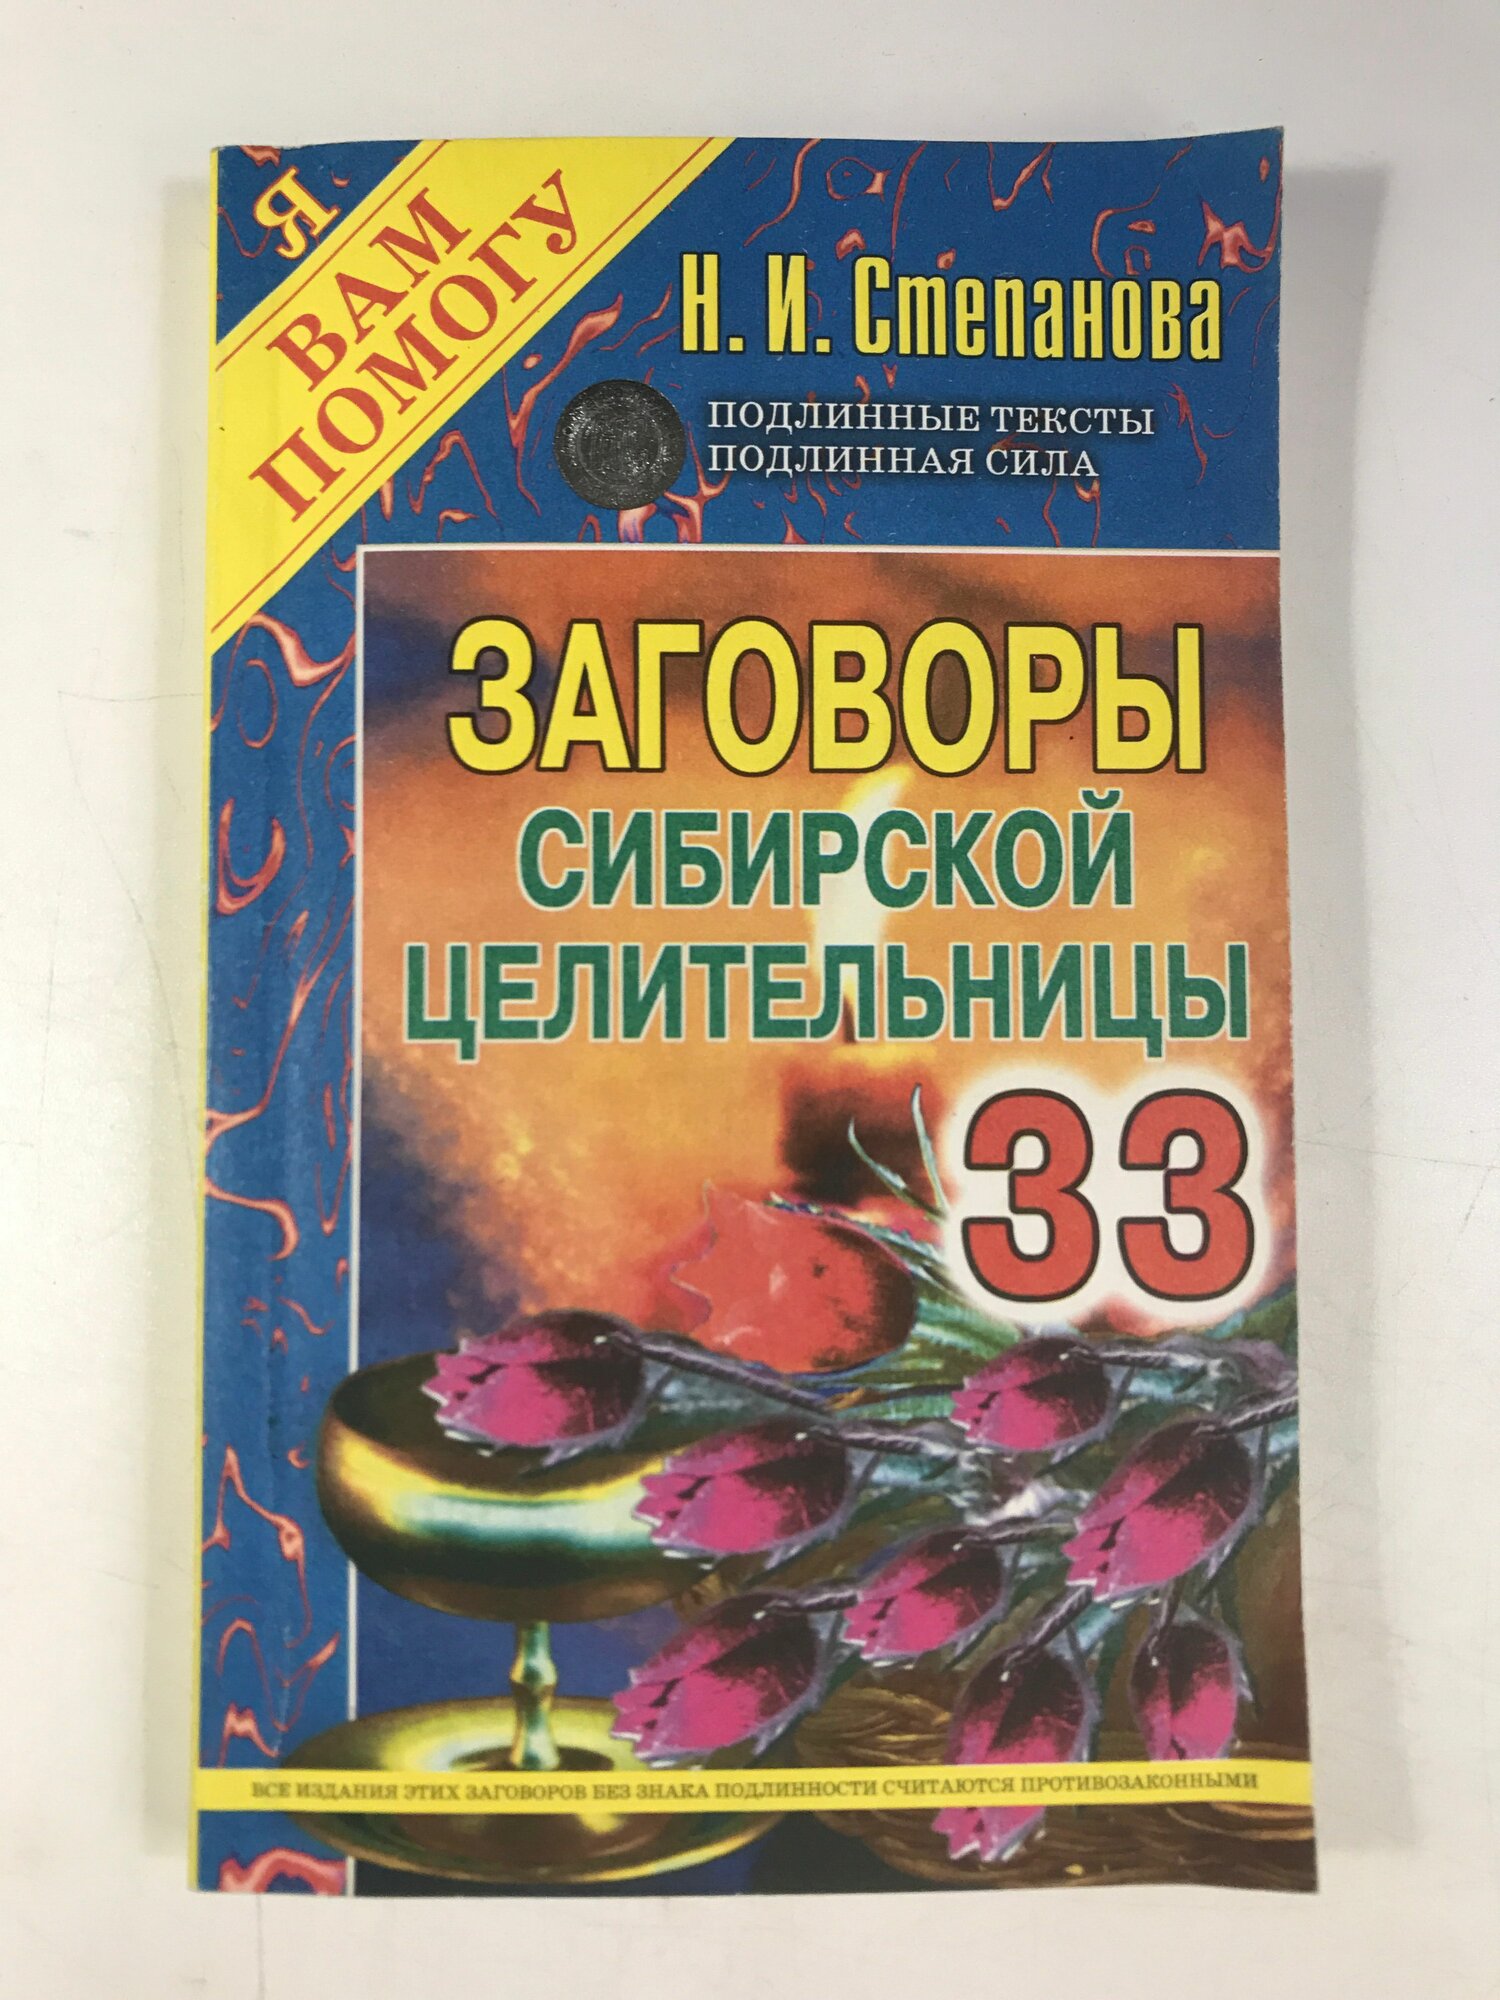 Я
ВАМ
ПОМОГУ
Н. И. Степанова
ПОДЛИННЫЕ ТЕКСТЫ
ПОДЛИННАЯ СИЛА
ЗАГОВОРЫ
СИБИРСКОЙ
ЦЕЛИТЕЛЬНИЦЫ
33
ВСЕ ИЗДАНИЯ ЭТИХ ЗАГОВОРОВ БЕЗ ЗНАКА ПОДЛИННОСТИ СЧИТАЮТСЯ ПРОТИВОЗАКОННЫМИ